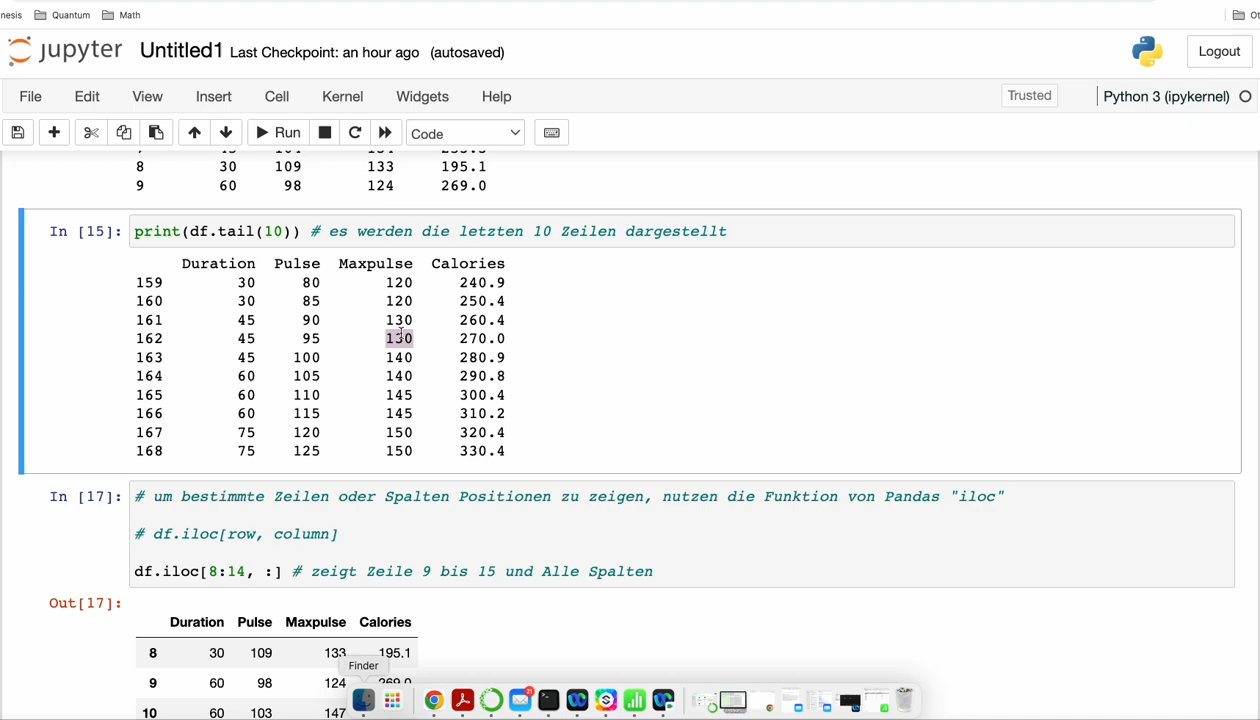 nesis Quantum Math Ot
jupyter Untitled1 Last Checkpoint: an hour ago (autosaved) Logout
File Edit View Insert Cell Kernel Widgets Help Trusted Python 3 (ipykernel)
Run Code
8 30 109 133 195.1
9 60 98 124 269.0
In [15]: print(df.tail(10)) # es werden die letzten 10 Zeilen dargestellt
Duration Pulse Maxpulse Calories
159 30 80 120 240.9
160 30 85 120 250.4
161 45 90 130 260.4
162 45 95 130 270.0
163 45 100 140 280.9
164 60 105 140 290.8
165 60 110 145 300.4
166 60 115 145 310.2
167 75 120 150 320.4
168 75 125 150 330.4
In [17]: # um bestimmte Zeilen oder Spalten Positionen zu zeigen, nutzen die Funktion von Pandas "iloc"
# df.iloc[row, column]
df.iloc[8:14, :] # zeigt Zeile 9 bis 15 und Alle Spalten
Out[17]:
Duration Pulse Maxpulse Calories
8 30 109 133 195.1
Finder
9 60 98 124 269.0
10 60 103 147